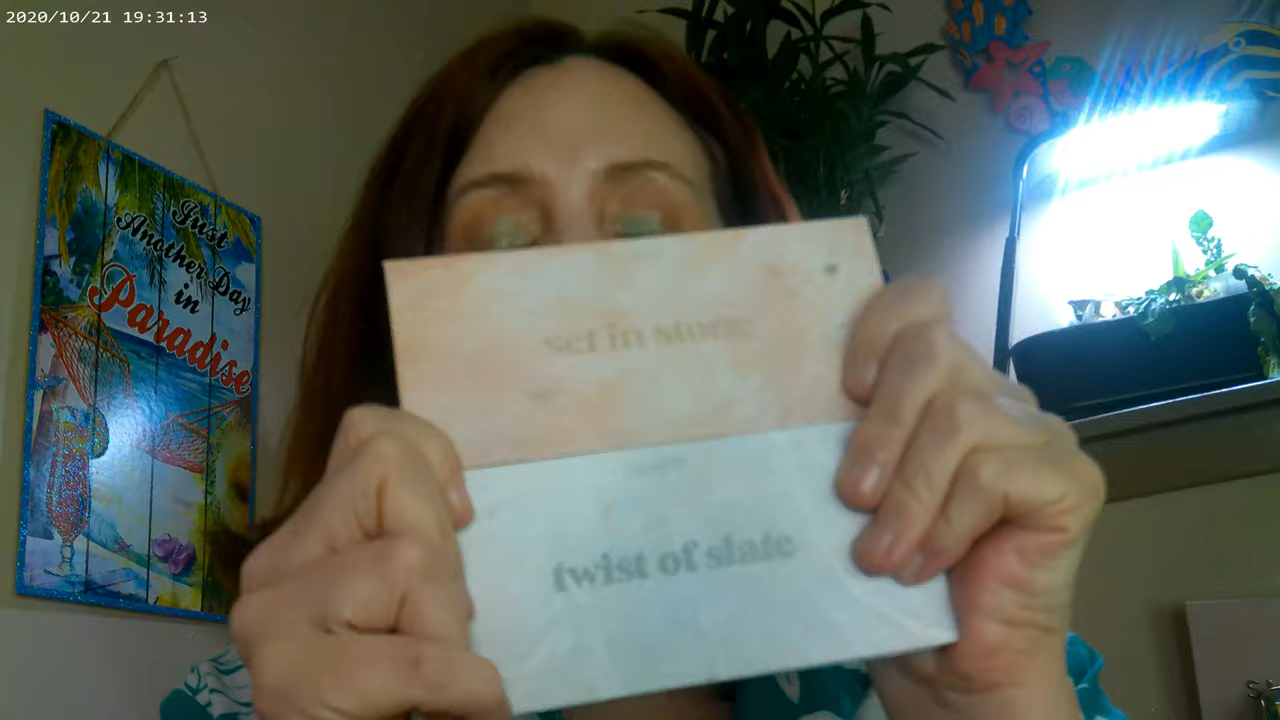 2020/10/21 19:31:13
Just
Another Day
in
Paradise
set in stone
twist of slate